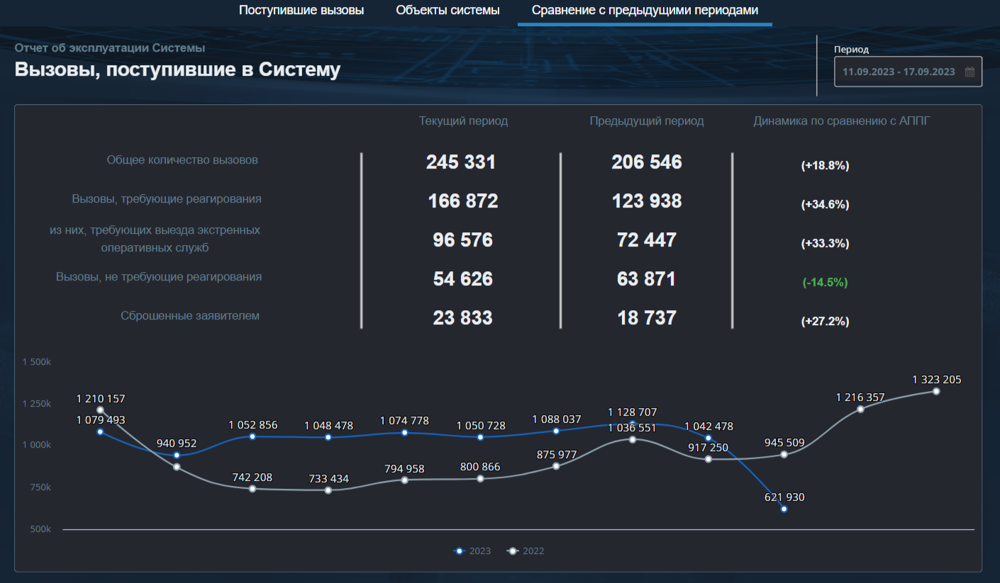 Поступившие вызовы Объекты системы Сравнение с предыдущими периодами
Отчет об эксплуатации Системы
Вызовы, поступившие в Систему
Период
11.09.2023 - 17.09.2023
Текущий период Предыдущий период Динамика по сравнению с АППГ
Общее количество вызовов 245 331 206 546 (+18.8%)
Вызовы, требующие реагирования 166 872 123 938 (+34.6%)
из них, требующих выезда экстренных
оперативных служб 96 576 72 447 (+33.3%)
Вызовы, не требующие реагирования 54 626 63 871 (-14.5%)
Сброшенные заявителем 23 833 18 737 (+27.2%)
1 500k
1 250k
1 000k
750k
500k
1 210 157
1 079 493
940 952
1 052 856
742 208
1 048 478
733 434
1 074 778
794 958
1 050 728
800 866
1 088 037
875 977
1 128 707
1 036 551
1 042 478
917 250
945 509
621 930
1 216 357
1 323 205
2023 2022